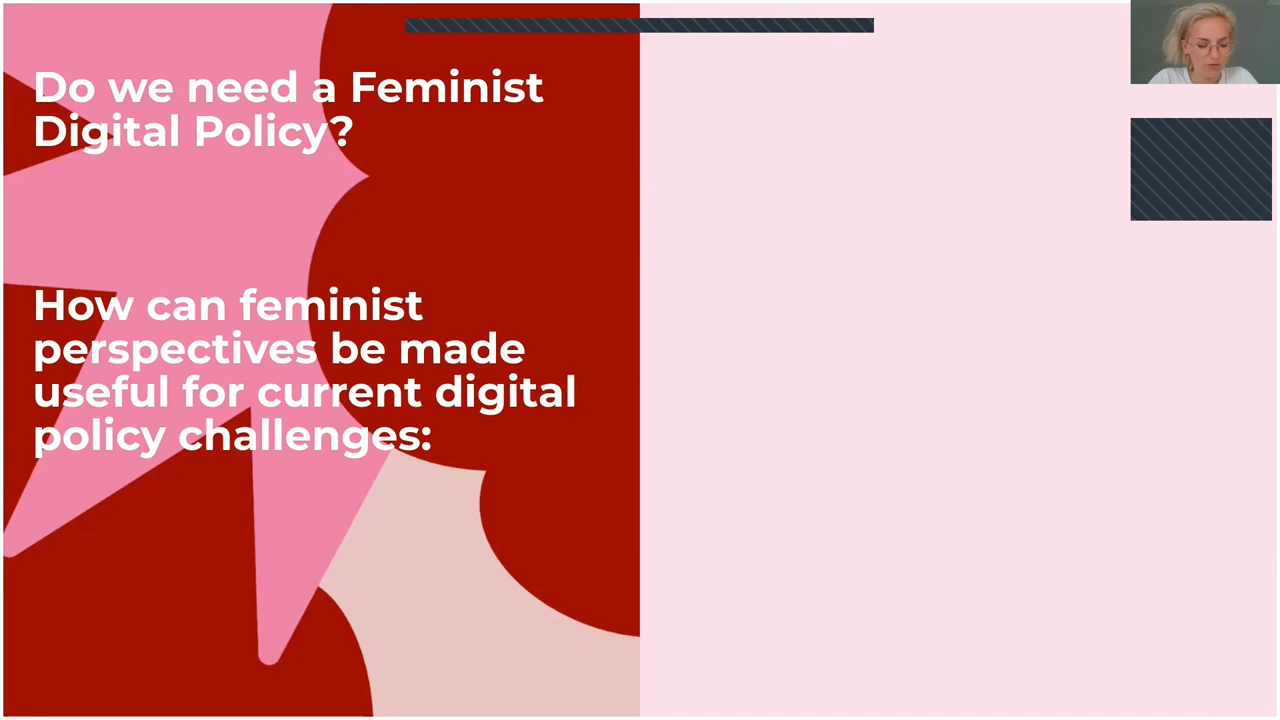 Do we need a Feminist
Digital Policy?
How can feminist
perspectives be made
useful for current digital
policy challenges: